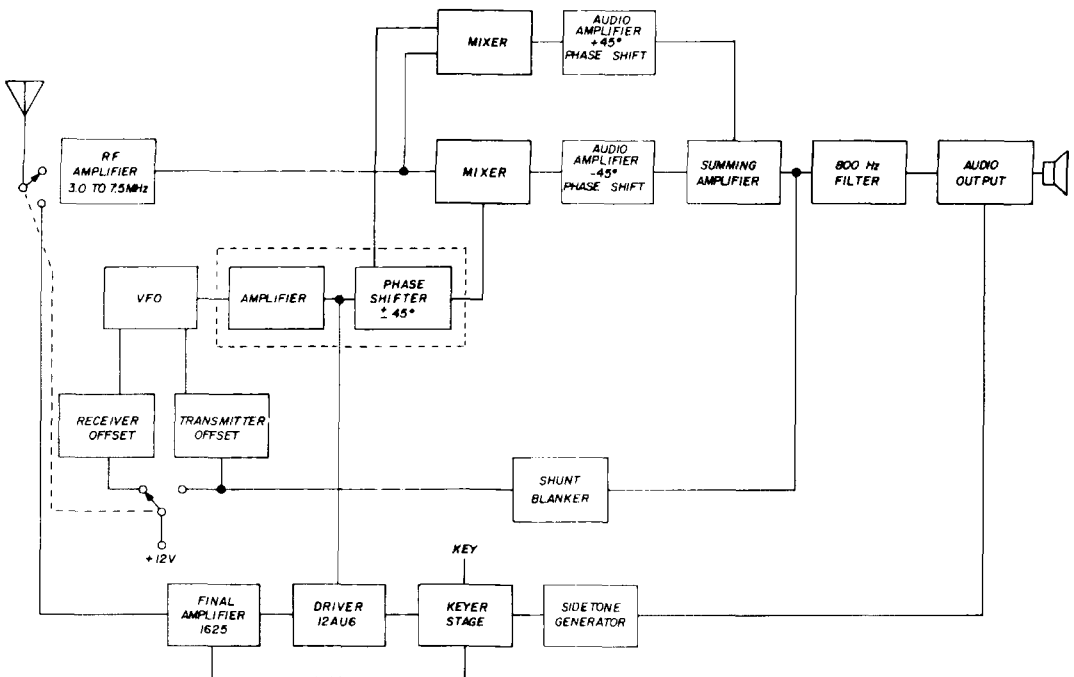 MIXER
AUDIO
AMPLIFIER
+45°
PHASE SHIFT
RF
AMPLIFIER
3.0 TO 7.5MHz
MIXER
AUDIO
AMPLIFIER
-45°
PHASE SHIFT
SUMMING
AMPLIFIER
800 Hz
FILTER
AUDIO
OUTPUT
VFO
AMPLIFIER
PHASE
SHIFTER
± 45°
RECEIVER
OFFSET
TRANSMITTER
OFFSET
SHUNT
BLANKER
+12V
KEY
FINAL
AMPLIFIER
1625
DRIVER
12AU6
KEYER
STAGE
SIDETONE
GENERATOR